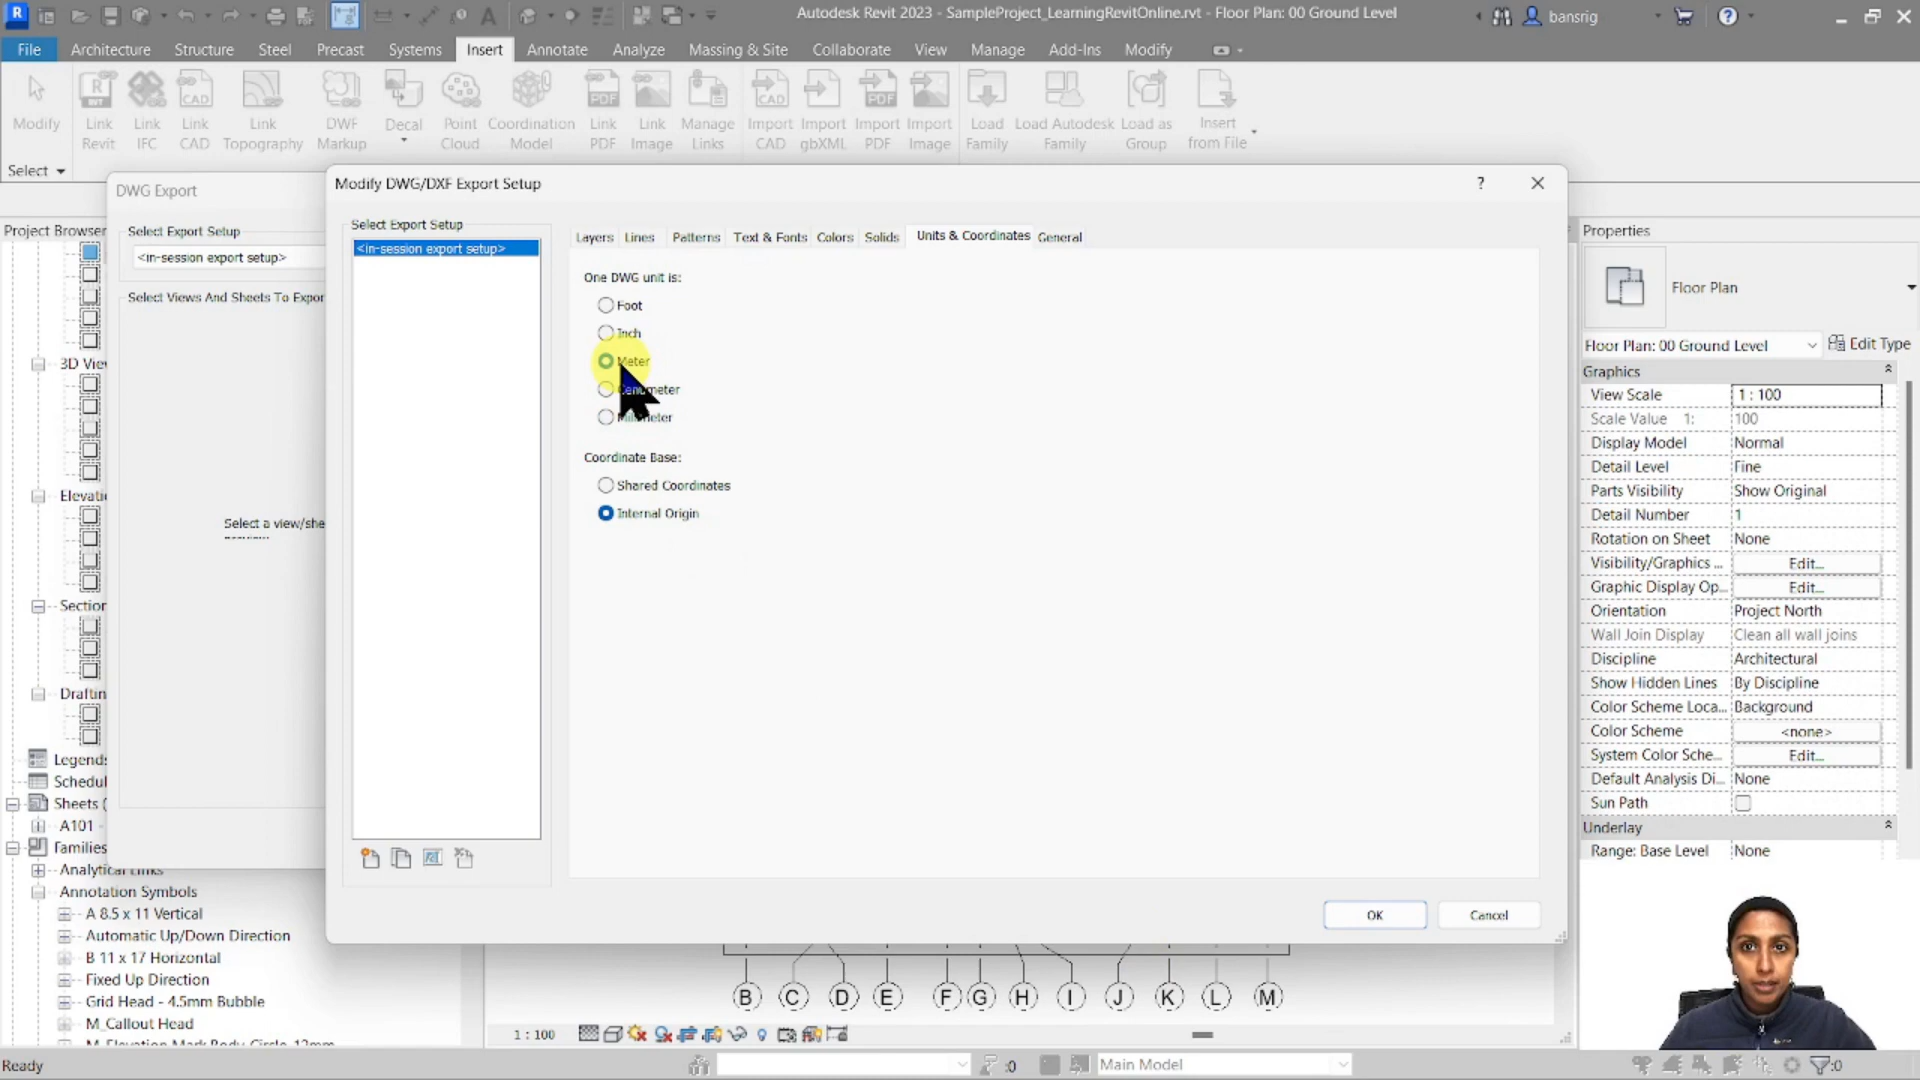 Autodesk Revit 2023 - SampleProject_LearningRevitOnline.rvt - Floor Plan: 00 Ground Level
bansrig
File Architecture Structure Steel Precast Systems Insert Annotate Analyze Massing & Site Collaborate View Manage Add-Ins Modify
Modify
Link Revit
Link IFC
Link CAD
Link Topography
DWF Markup
Decal
Point Cloud
Coordination Model
Link PDF
Link Image
Manage Links
Import CAD
Import gbXML
Import PDF
Import Image
Load Family
Load Autodesk Family
Load as Group
Insert from File
Select
DWG Export
Select Export Setup
<in-session export setup>
Select Views And Sheets To Expor
Select a view/she
Modify DWG/DXF Export Setup
Select Export Setup
<in-session export setup>
Layers Lines Patterns Text & Fonts Colors Solids Units & Coordinates General
One DWG unit is:
Foot
Inch
Meter
Coordinate Base:
Shared Coordinates
Internal Origin
OK Cancel
Project Browser
3D Vie
Elevati
Section
Draftin
Legends
Schedul
Sheets (
A101 -
Families
Analytical Links
Annotation Symbols
A 8.5 x 11 Vertical
Automatic Up/Down Direction
B 11 x 17 Horizontal
Fixed Up Direction
Grid Head - 4.5mm Bubble
M_Callout Head
M_Elevation Mark Body_Circle_12mm
Properties
Floor Plan
Floor Plan: 00 Ground Level Edit Type
Graphics
View Scale 1 : 100
Scale Value 1: 100
Display Model Normal
Detail Level Fine
Parts Visibility Show Original
Detail Number 1
Rotation on Sheet None
Visibility/Graphics ... Edit...
Graphic Display Op... Edit...
Orientation Project North
Wall Join Display Clean all wall joins
Discipline Architectural
Show Hidden Lines By Discipline
Color Scheme Loca... Background
Color Scheme <none>
System Color Sche... Edit...
Default Analysis Di... None
Sun Path
Underlay
Range: Base Level None
B C D E F G H I J K L M
1 : 100
Ready
:0
Main Model
:0